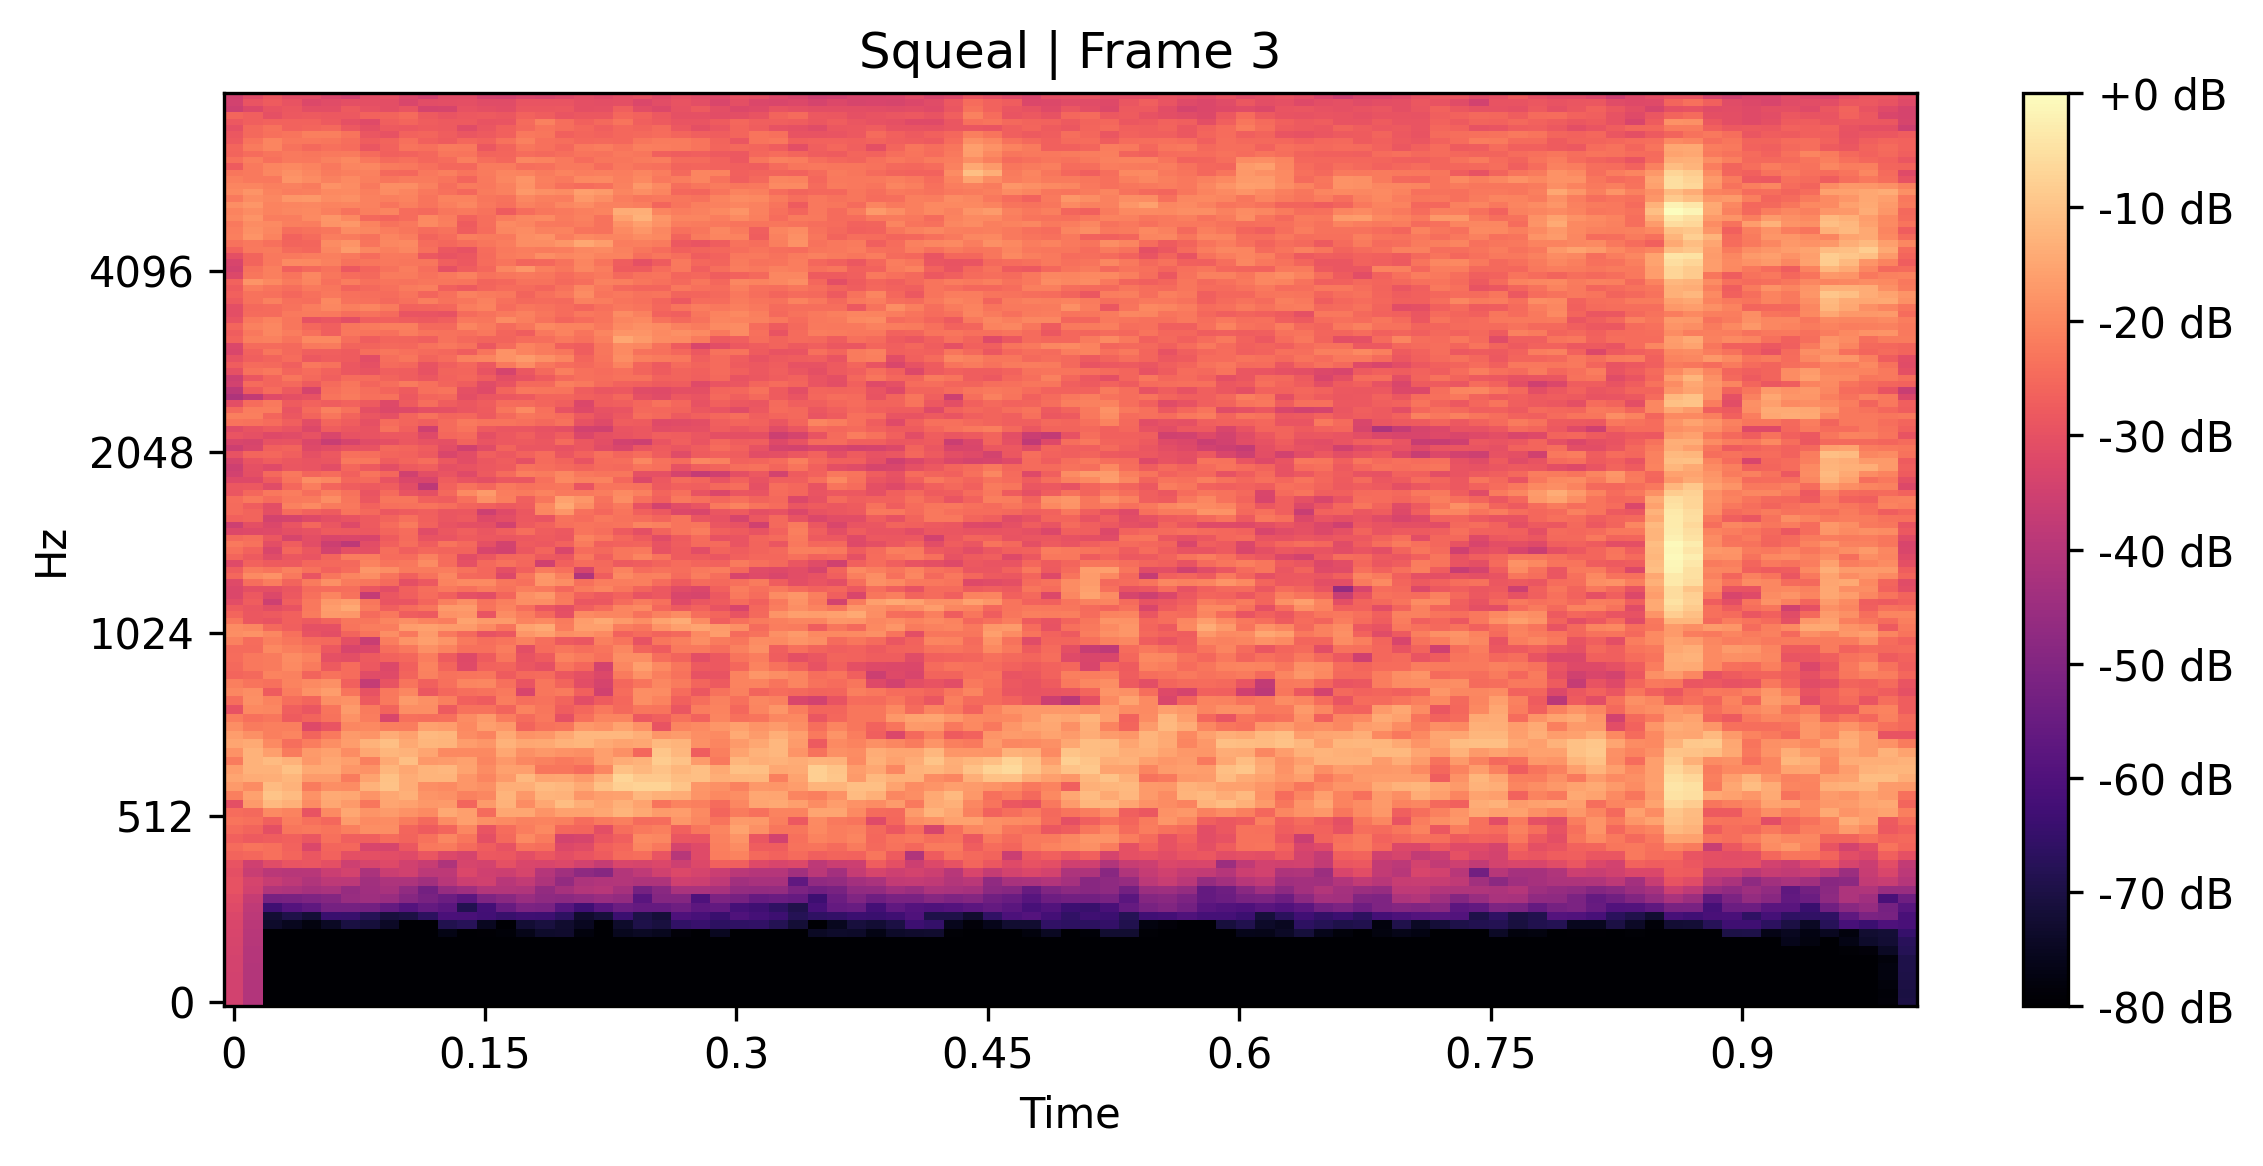 Squeal | Frame 3
+0 dB
-10 dB
-20 dB
-30 dB
-40 dB
-50 dB
-60 dB
-70 dB
-80 dB
Hz
4096
2048
1024
512
0
0 0.15 0.3 0.45 0.6 0.75 0.9
Time